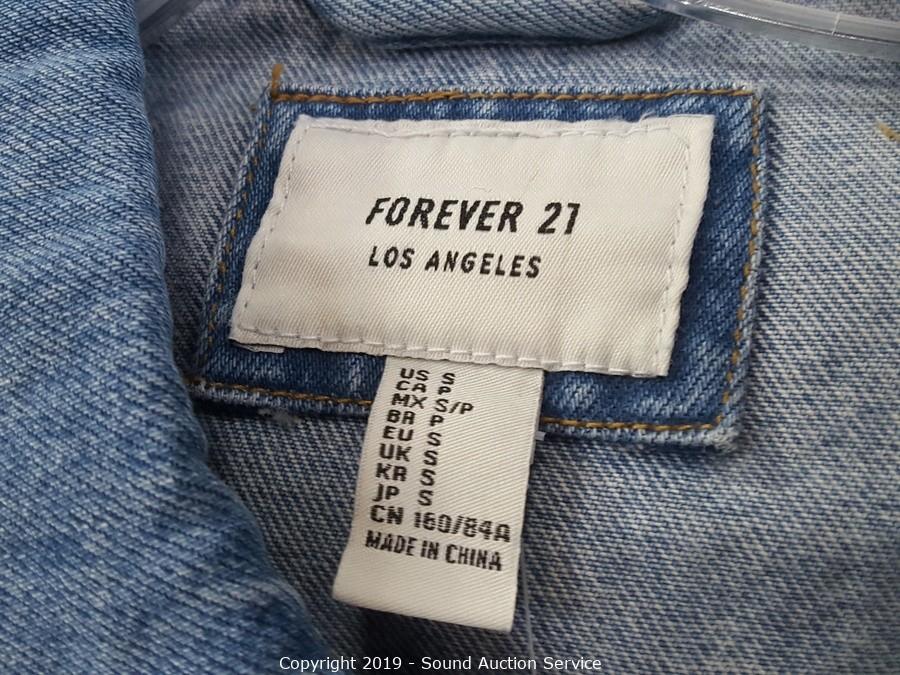 FOREVER 21
LOS ANGELES
US S
CA P
MX S/P
BR P
EU S
UK S
KR S
JP S
CN 160/84A
MADE IN CHINA
Copyright 2019 - Sound Auction Service